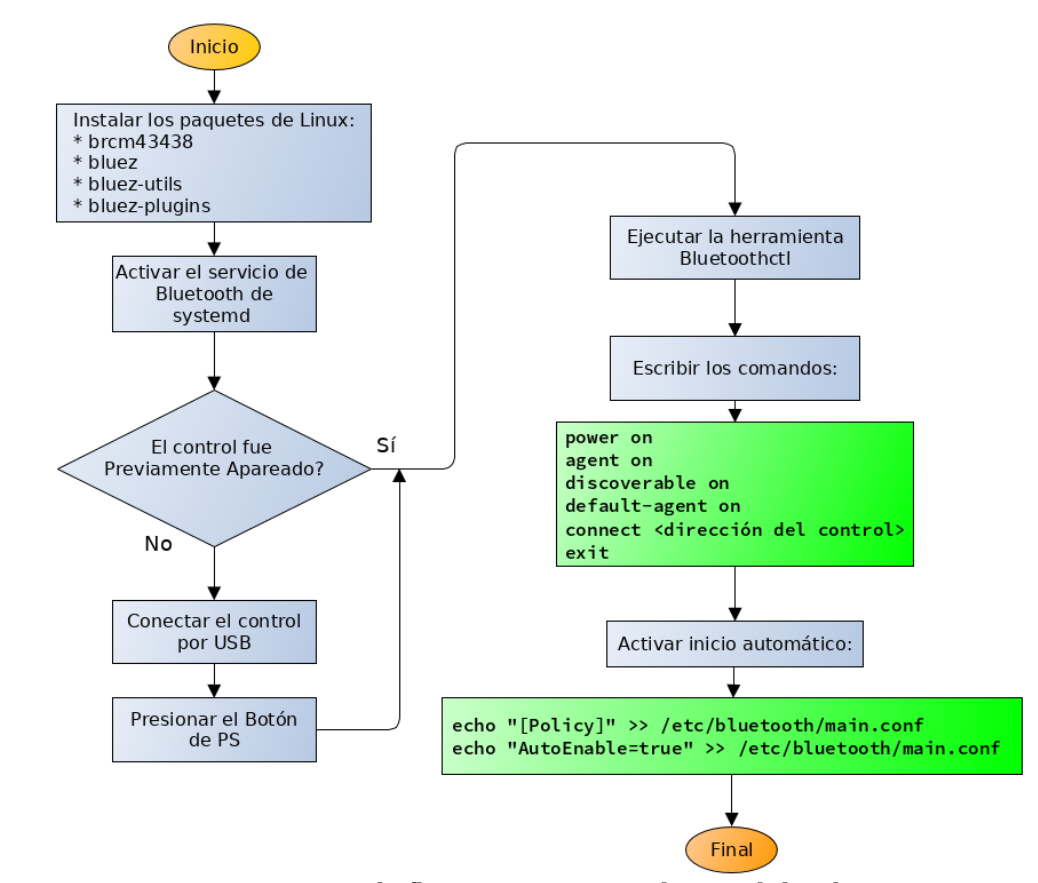 Inicio
Instalar los paquetes de Linux:
* brcm43438
* bluez
* bluez-utils
* bluez-plugins
Activar el servicio de
Bluetooth de
systemd
El control fue
Previamente Apareado?
Sí
No
Conectar el control
por USB
Presionar el Botón
de PS
Ejecutar la herramienta
Bluetoothctl
Escribir los comandos:
power on
agent on
discoverable on
default-agent on
connect <dirección del control>
exit
Activar inicio automático:
echo "[Policy]" >> /etc/bluetooth/main.conf
echo "AutoEnable=true" >> /etc/bluetooth/main.conf
Final